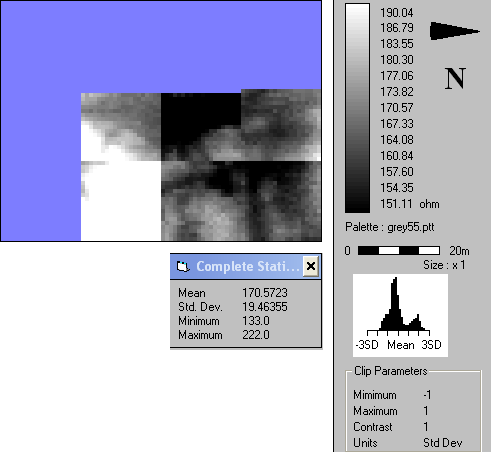 190.04
186.79
183.55
180.30
177.06
173.82
170.57
167.33
164.08
160.84
157.60
154.35
151.11 ohm
N
Palette : grey55.ptt
0 20m
Size : x 1
-3SD Mean 3SD
Clip Parameters
Mimimum -1
Maximum 1
Contrast 1
Units Std Dev
Complete Stati...
Mean 170.5723
Std. Dev. 19.46355
Minimum 133.0
Maximum 222.0